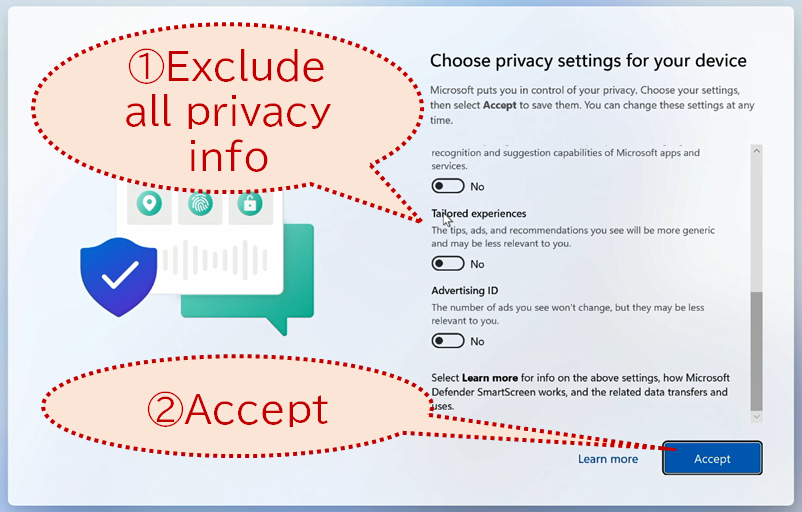 ①Exclude
all privacy
info
Choose privacy settings for your device
Microsoft puts you in control of your privacy. Choose your settings,
then select Accept to save them. You can change these settings at any
time.
recognition and suggestion capabilities of Microsoft apps and
services.
No
Tailored experiences
The tips, ads, and recommendations you see will be more generic
and may be less relevant to you.
No
Advertising ID
The number of ads you see won't change, but they may be less
relevant to you.
No
Select Learn more for info on the above settings, how Microsoft
Defender SmartScreen works, and the related data transfers and
uses.
②Accept
Learn more
Accept